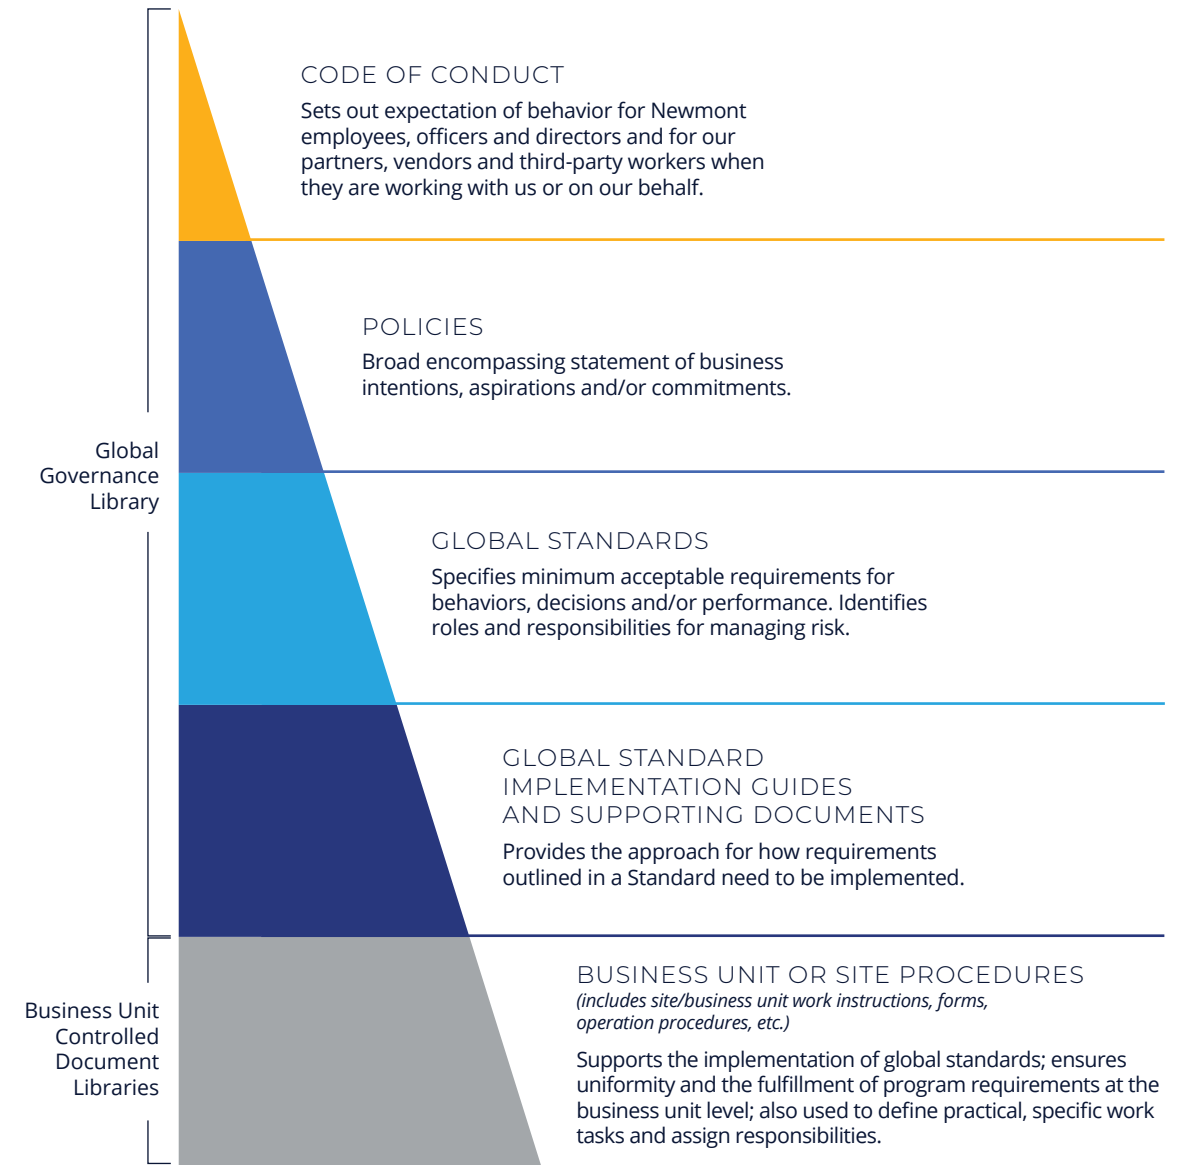 CODE OF CONDUCT
Sets out expectation of behavior for Newmont
employees, officers and directors and for our
partners, vendors and third-party workers when
they are working with us or on our behalf.
POLICIES
Broad encompassing statement of business
intentions, aspirations and/or commitments.
Global
Governance
Library
GLOBAL STANDARDS
Specifies minimum acceptable requirements for
behaviors, decisions and/or performance. Identifies
roles and responsibilities for managing risk.
GLOBAL STANDARD
IMPLEMENTATION GUIDES
AND SUPPORTING DOCUMENTS
Provides the approach for how requirements
outlined in a Standard need to be implemented.
BUSINESS UNIT OR SITE PROCEDURES
(includes site/business unit work instructions, forms,
operation procedures, etc.)
Supports the implementation of global standards; ensures
uniformity and the fulfillment of program requirements at the
business unit level; also used to define practical, specific work
tasks and assign responsibilities.
Business Unit
Controlled
Document
Libraries